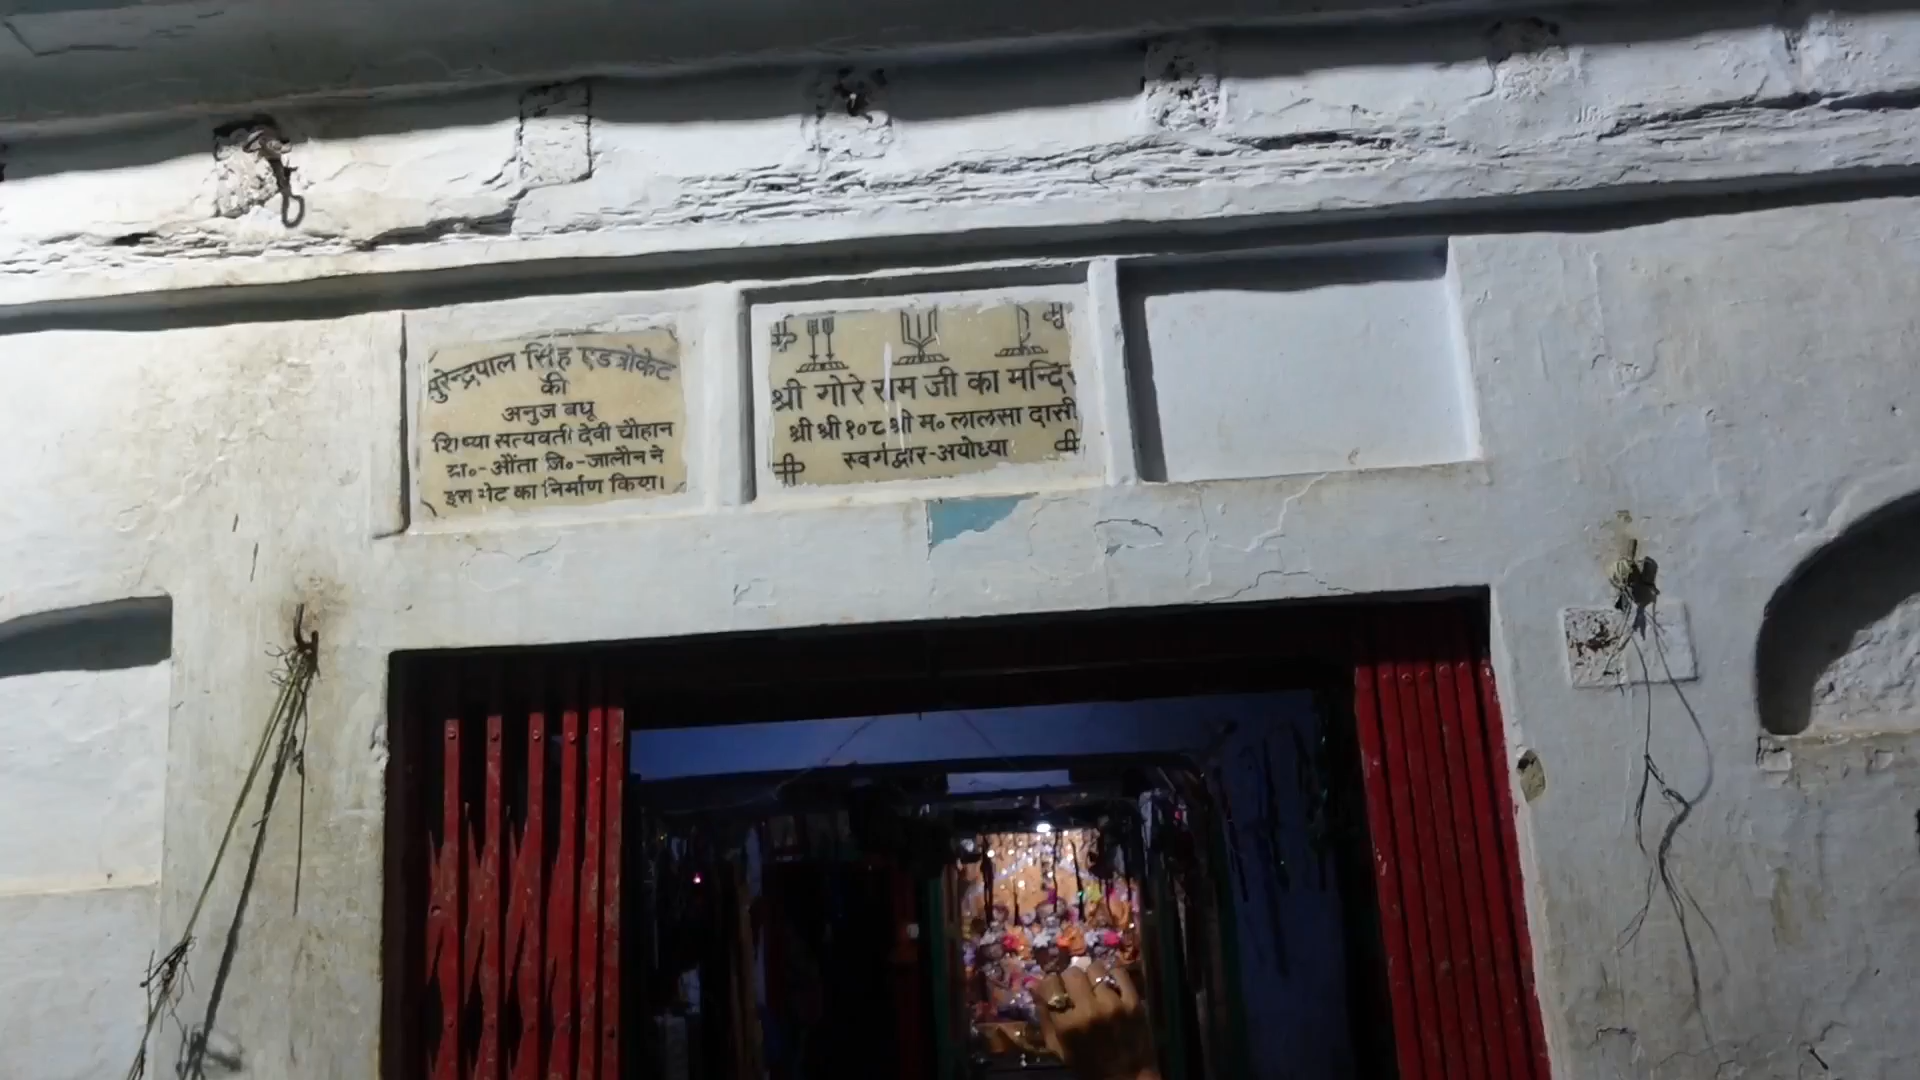 सुरेन्द्रपाल सिंह एडव्रोकेट
की
अनुज बधू
शिष्या सत्यवती देवी चौहान
ग्रा०-औंता जि०-जालौन ने
इस गेट का निर्माण किया।
श्री गोरे राम जी का मन्दिर
श्री श्री १०८ श्री म० लालसा दासी
स्वर्गद्वार-अयोध्या